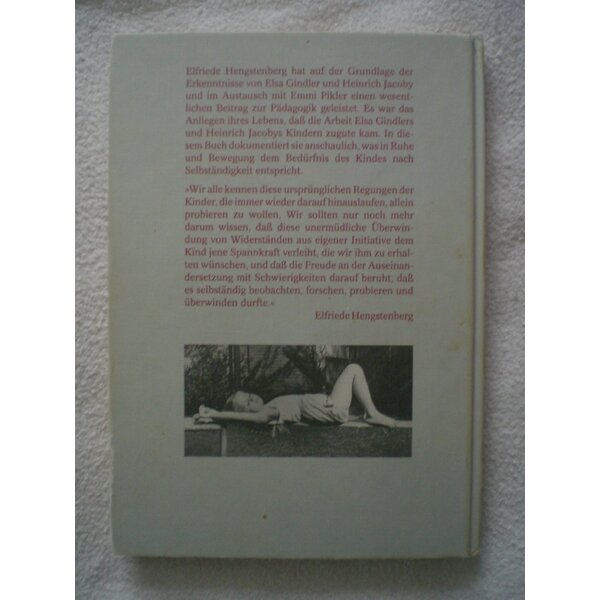 Elfriede Hengstenberg hat auf der Grundlage der
Erkenntnisse von Elsa Gindler und Heinrich Jacoby
und im Austausch mit Emmi Pikler einen wesent-
lichen Beitrag zur Pädagogik geleistet. Es war das
Anliegen ihres Lebens, daß die Arbeit Elsa Gindlers
und Heinrich Jacobys Kindern zugute kam. In die-
sem Buch dokumentiert sie anschaulich, was in Ruhe
und Bewegung dem Bedürfnis des Kindes nach
Selbständigkeit entspricht.
»Wir alle kennen diese ursprünglichen Regungen der
Kinder, die immer wieder darauf hinauslaufen, allein
probieren zu wollen. Wir sollten nur noch mehr
darum wissen, daß diese unermüdliche Überwin-
dung von Widerständen aus eigener Initiative dem
Kind jene Spannkraft verleiht, die wir ihm zu erhal-
ten wünschen, und daß die Freude an der Auseinan-
dersetzung mit Schwierigkeiten darauf beruht, daß
es selbständig beobachten, forschen, probieren und
überwinden durfte.«
Elfriede Hengstenberg